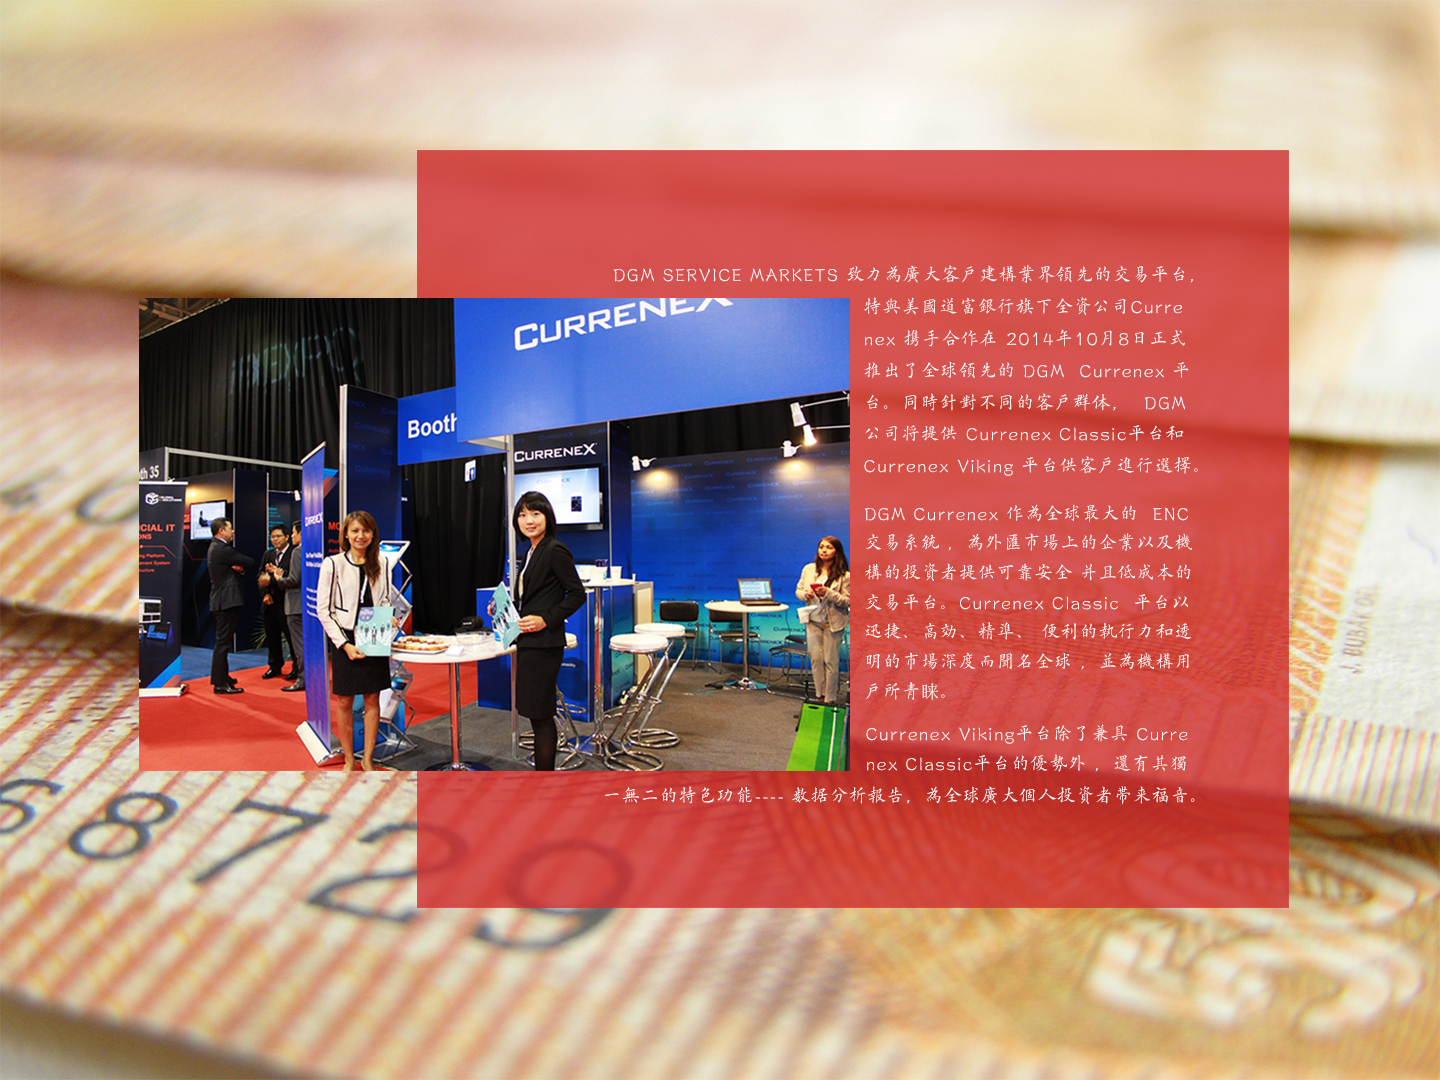 DGM SERVICE MARKETS 致力為廣大客戶建構業界領先的交易平台,
特與美國道富銀行旗下全資公司Curre
nex 携手合作在 2014年10月8日正式
推出了全球領先的 DGM Currenex 平
台。同時針對不同的客戶群体, DGM
公司将提供 Currenex Classic平台和
Currenex Viking 平台供客戶進行選擇。
DGM Currenex 作為全球最大的 ENC
交易系統, 為外匯市場上的企業以及機
構的投資者提供可靠安全 并且低成本的
交易平台。Currenex Classic 平台以
迅捷、高効、精準、 便利的執行力和透
明的市場深度而聞名全球, 並為機構用
戶所青睞。
Currenex Viking平台除了兼具 Curre
nex Classic平台的優勢外, 還有其獨
一無二的特色功能---- 数据分析報告, 為全球廣大個人投資者帶来福音。
CURRENEX
Booth
CURRENEX
th 35
CIAL IT
ONS
68729
50
J. BUBAKTON